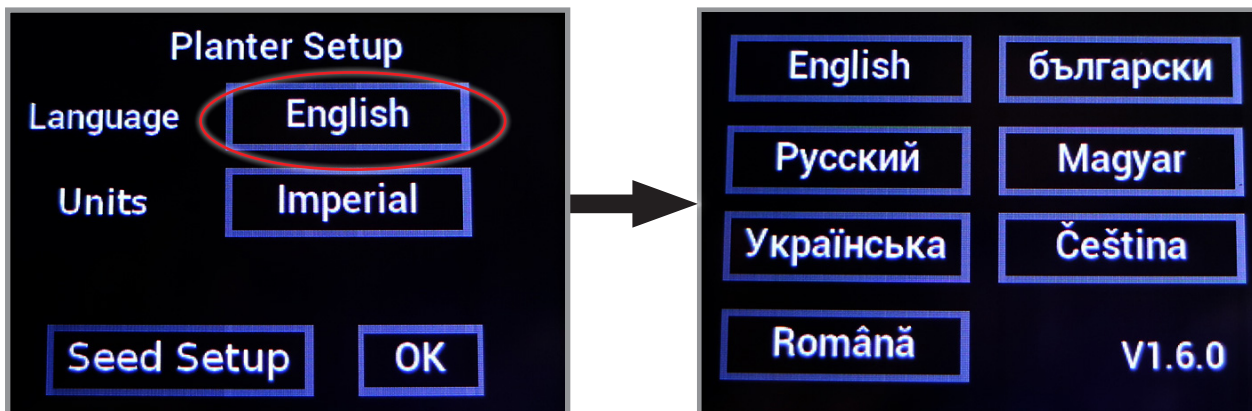 Planter Setup
Language English
Units Imperial
Seed Setup OK
English български
Русский Magyar
Українська Čeština
Română V1.6.0